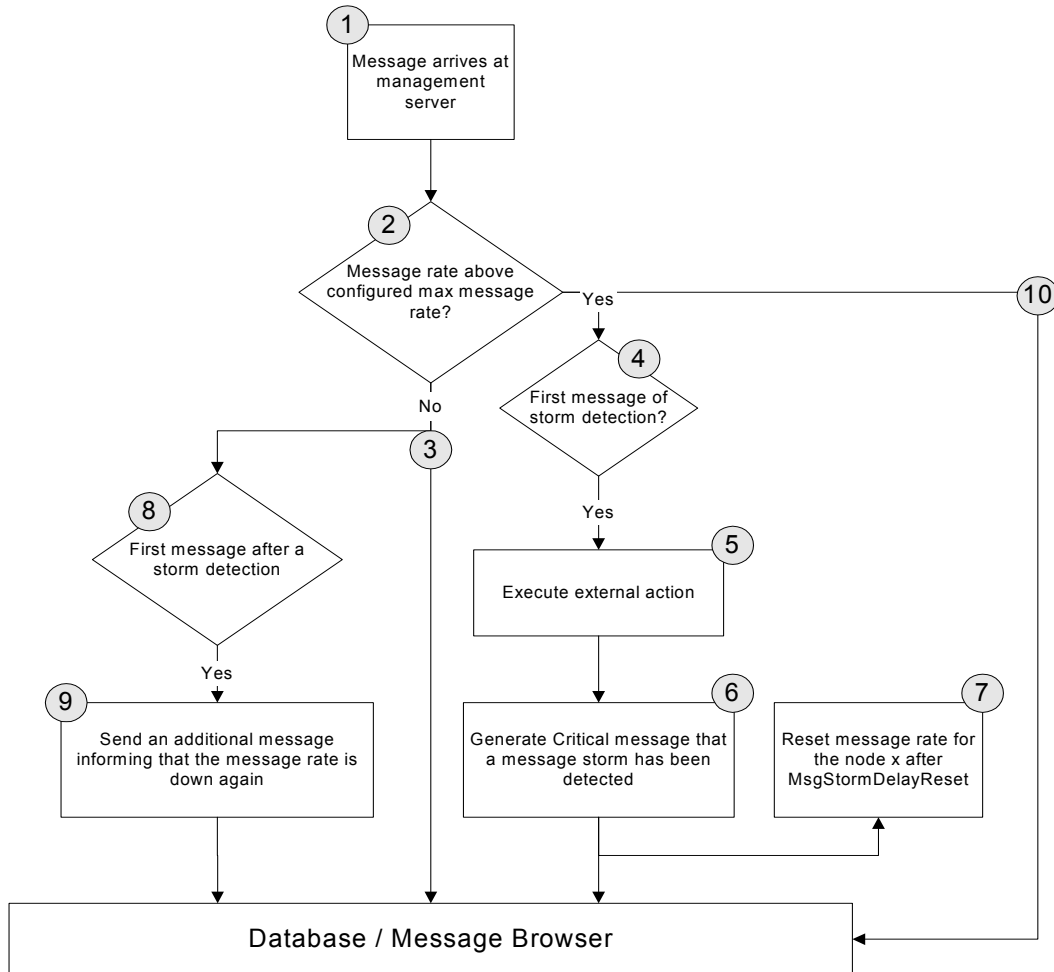 1
Message arrives at
management
server
2
Message rate above
configured max message
rate?
10
Yes
4
First message of
storm detection?
No
3
8
First message after a
storm detection
Yes
5
Execute external action
Yes
9
Send an additional message
informing that the message rate is
down again
6
Generate Critical message that
a message storm has been
detected
7
Reset message rate for
the node x after
MsgStormDelayReset
Database / Message Browser